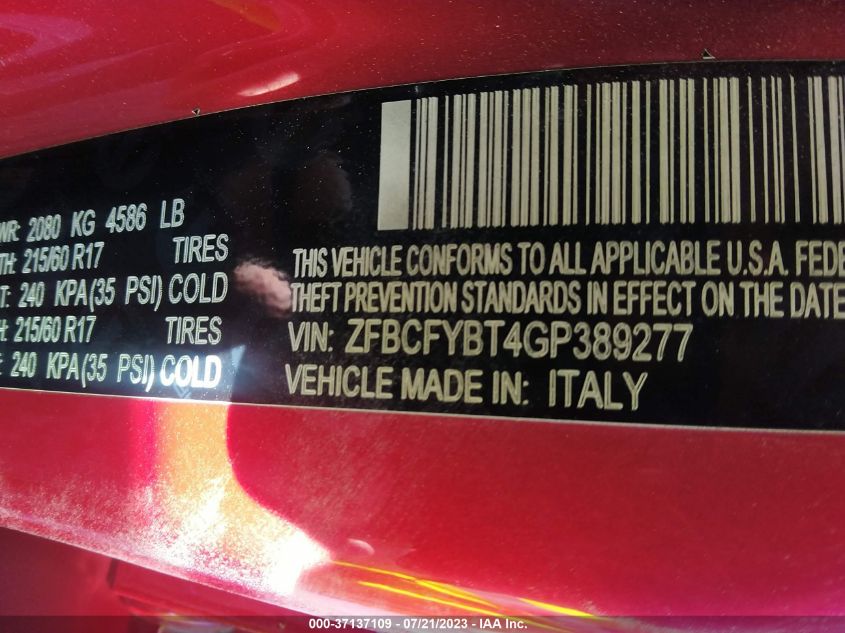 2080 KG 4586 LB
215/60 R17 TIRES
240 KPA(35 PSI) COLD
215/60 R17 TIRES
240 KPA(35 PSI) COLD
THIS VEHICLE CONFORMS TO ALL APPLICABLE U.S.A. FEDE
THEFT PREVENTION STANDARDS IN EFFECT ON THE DATE
VIN: ZFBCFYBT4GP389277
VEHICLE MADE IN: ITALY
000-37137109 - 07/21/2023 - IAA Inc.